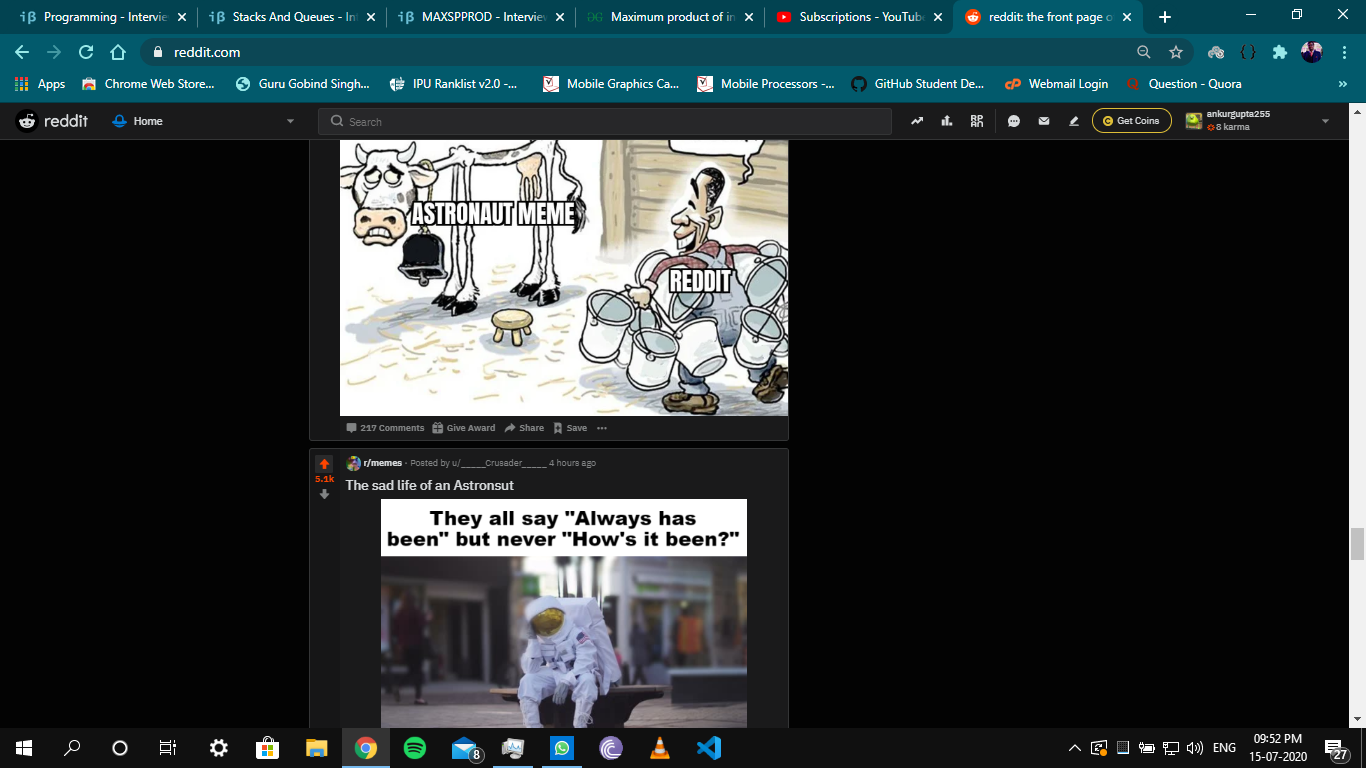 Programming - Intervie
Stacks And Queues - Int
MAXSPPROD - Interview
Maximum product of in
Subscriptions - YouTube
reddit: the front page o
reddit.com
Apps
Chrome Web Store...
Guru Gobind Singh...
IPU Ranklist v2.0 -...
Mobile Graphics Ca...
Mobile Processors -...
GitHub Student De...
Webmail Login
Question - Quora
»
reddit
Home
Search
Get Coins
ankurgupta255
8 karma
ASTRONAUT MEME
REDDIT
217 Comments
Give Award
Share
Save
r/memes · Posted by u/_____Crusader_____ 4 hours ago
5.1k
The sad life of an Astronsut
They all say "Always has
been" but never "How's it been?"
8
ENG
09:52 PM
15-07-2020
27